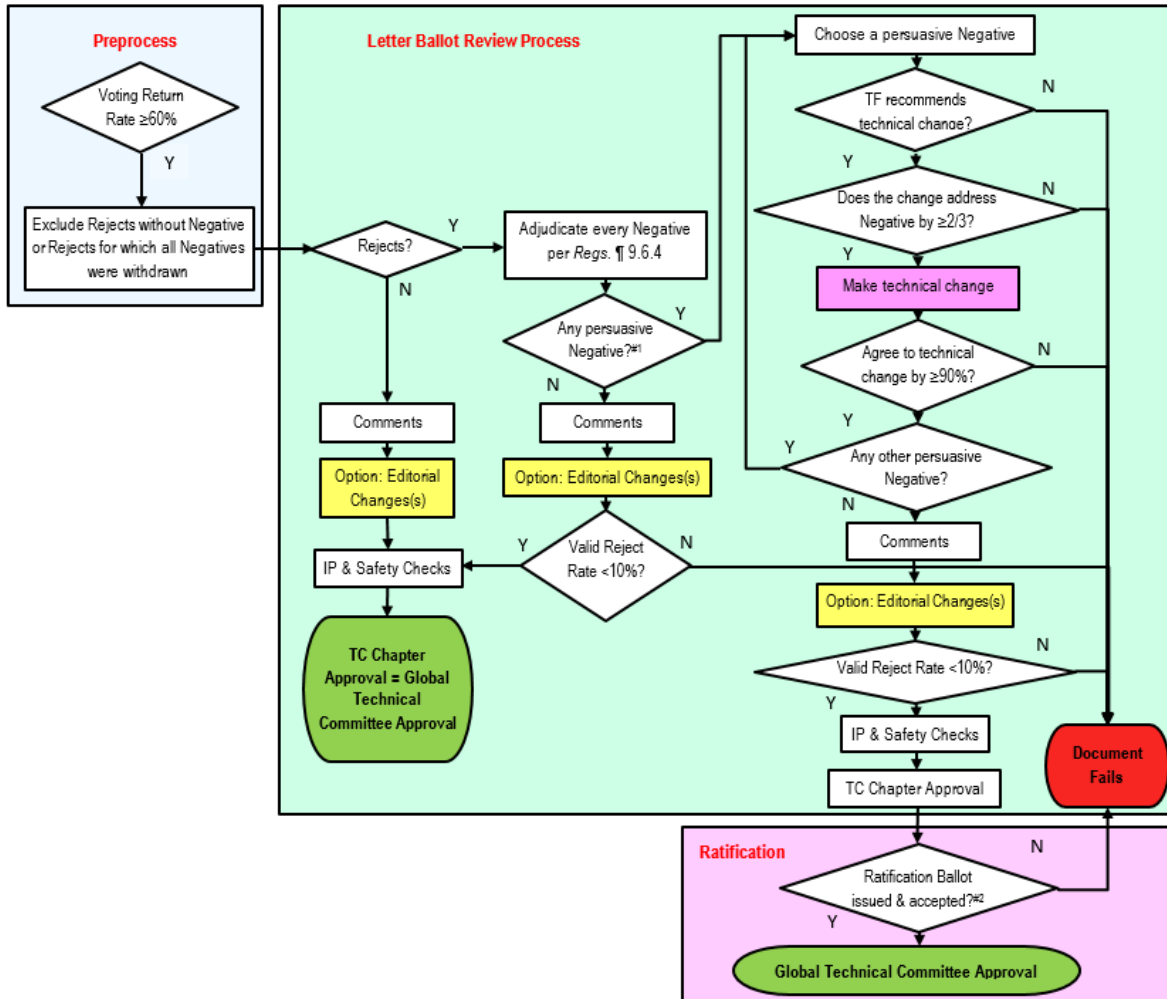 Preprocess
Voting Return
Rate ≥60%
Y
Exclude Rejects without Negative
or Rejects for which all Negatives
were withdrawn
Letter Ballot Review Process
Rejects?
Y
N
Adjudicate every Negative
per Regs. ¶ 9.6.4
Any persuasive
Negative?#1
Y
N
Comments
Option: Editorial
Changes(s)
IP & Safety Checks
TC Chapter
Approval = Global
Technical
Committee Approval
Comments
Option: Editorial Changes(s)
Valid Reject
Rate <10%?
Y
N
Choose a persuasive Negative
TF recommends
technical change?
N
Y
Does the change address
Negative by ≥2/3?
N
Y
Make technical change
Agree to technical
change by ≥90%?
N
Y
Any other persuasive
Negative?
Y
N
Comments
Option: Editorial Changes(s)
Valid Reject Rate <10%?
N
Y
IP & Safety Checks
TC Chapter Approval
Document
Fails
Ratification
Ratification Ballot
issued & accepted?#2
N
Y
Global Technical Committee Approval